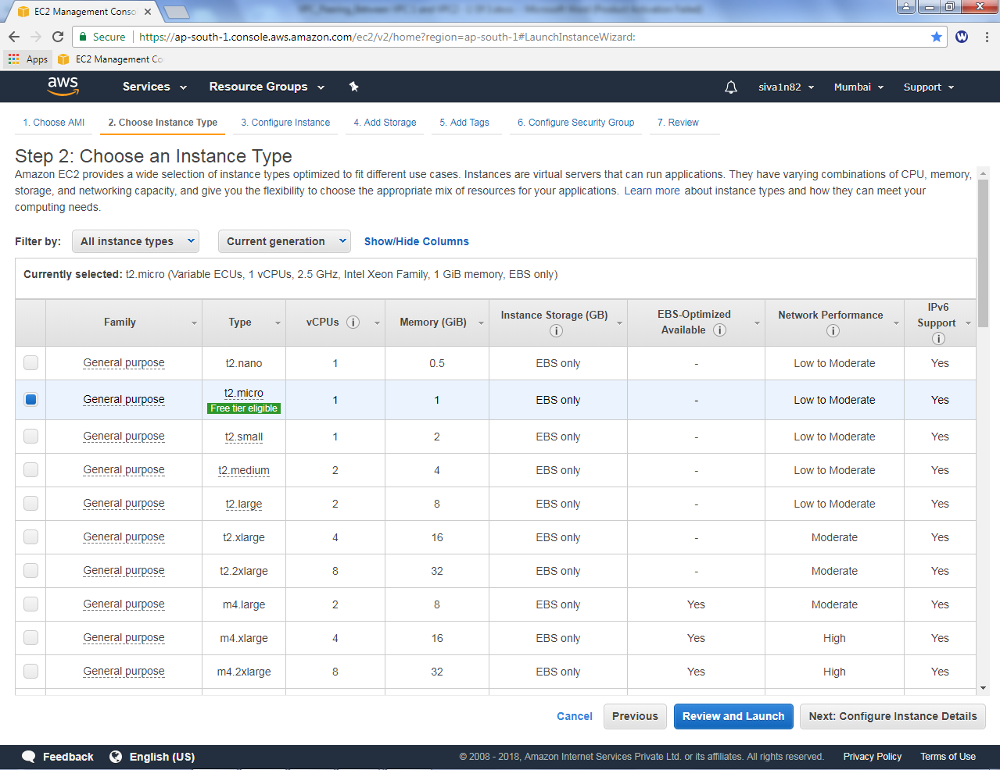 EC2 Management Conso
Secure
https://ap-south-1.console.aws.amazon.com/ec2/v2/home?region=ap-south-1#LaunchInstanceWizard:
W
Apps
EC2 Management Co
aws
Services
Resource Groups
siva1n82
Mumbai
Support
1. Choose AMI
2. Choose Instance Type
3. Configure Instance
4. Add Storage
5. Add Tags
6. Configure Security Group
7. Review
Step 2: Choose an Instance Type
Amazon EC2 provides a wide selection of instance types optimized to fit different use cases. Instances are virtual servers that can run applications. They have varying combinations of CPU, memory,
storage, and networking capacity, and give you the flexibility to choose the appropriate mix of resources for your applications. Learn more about instance types and how they can meet your
computing needs.
Filter by: All instance types Current generation Show/Hide Columns
Currently selected: t2.micro (Variable ECUs, 1 vCPUs, 2.5 GHz, Intel Xeon Family, 1 GiB memory, EBS only)
Family
Type
vCPUs
Memory (GiB)
Instance Storage (GB)
EBS-Optimized
Available
Network Performance
IPv6
Support
General purpose t2.nano 1 0.5 EBS only - Low to Moderate Yes
General purpose t2.micro 1 1 EBS only - Low to Moderate Yes
Free tier eligible
General purpose t2.small 1 2 EBS only - Low to Moderate Yes
General purpose t2.medium 2 4 EBS only - Low to Moderate Yes
General purpose t2.large 2 8 EBS only - Low to Moderate Yes
General purpose t2.xlarge 4 16 EBS only - Moderate Yes
General purpose t2.2xlarge 8 32 EBS only - Moderate Yes
General purpose m4.large 2 8 EBS only Yes Moderate Yes
General purpose m4.xlarge 4 16 EBS only Yes High Yes
General purpose m4.2xlarge 8 32 EBS only Yes High Yes
Cancel
Previous
Review and Launch
Next: Configure Instance Details
Feedback
English (US)
© 2008 - 2018, Amazon Internet Services Private Ltd. or its affiliates. All rights reserved.
Privacy Policy
Terms of Use